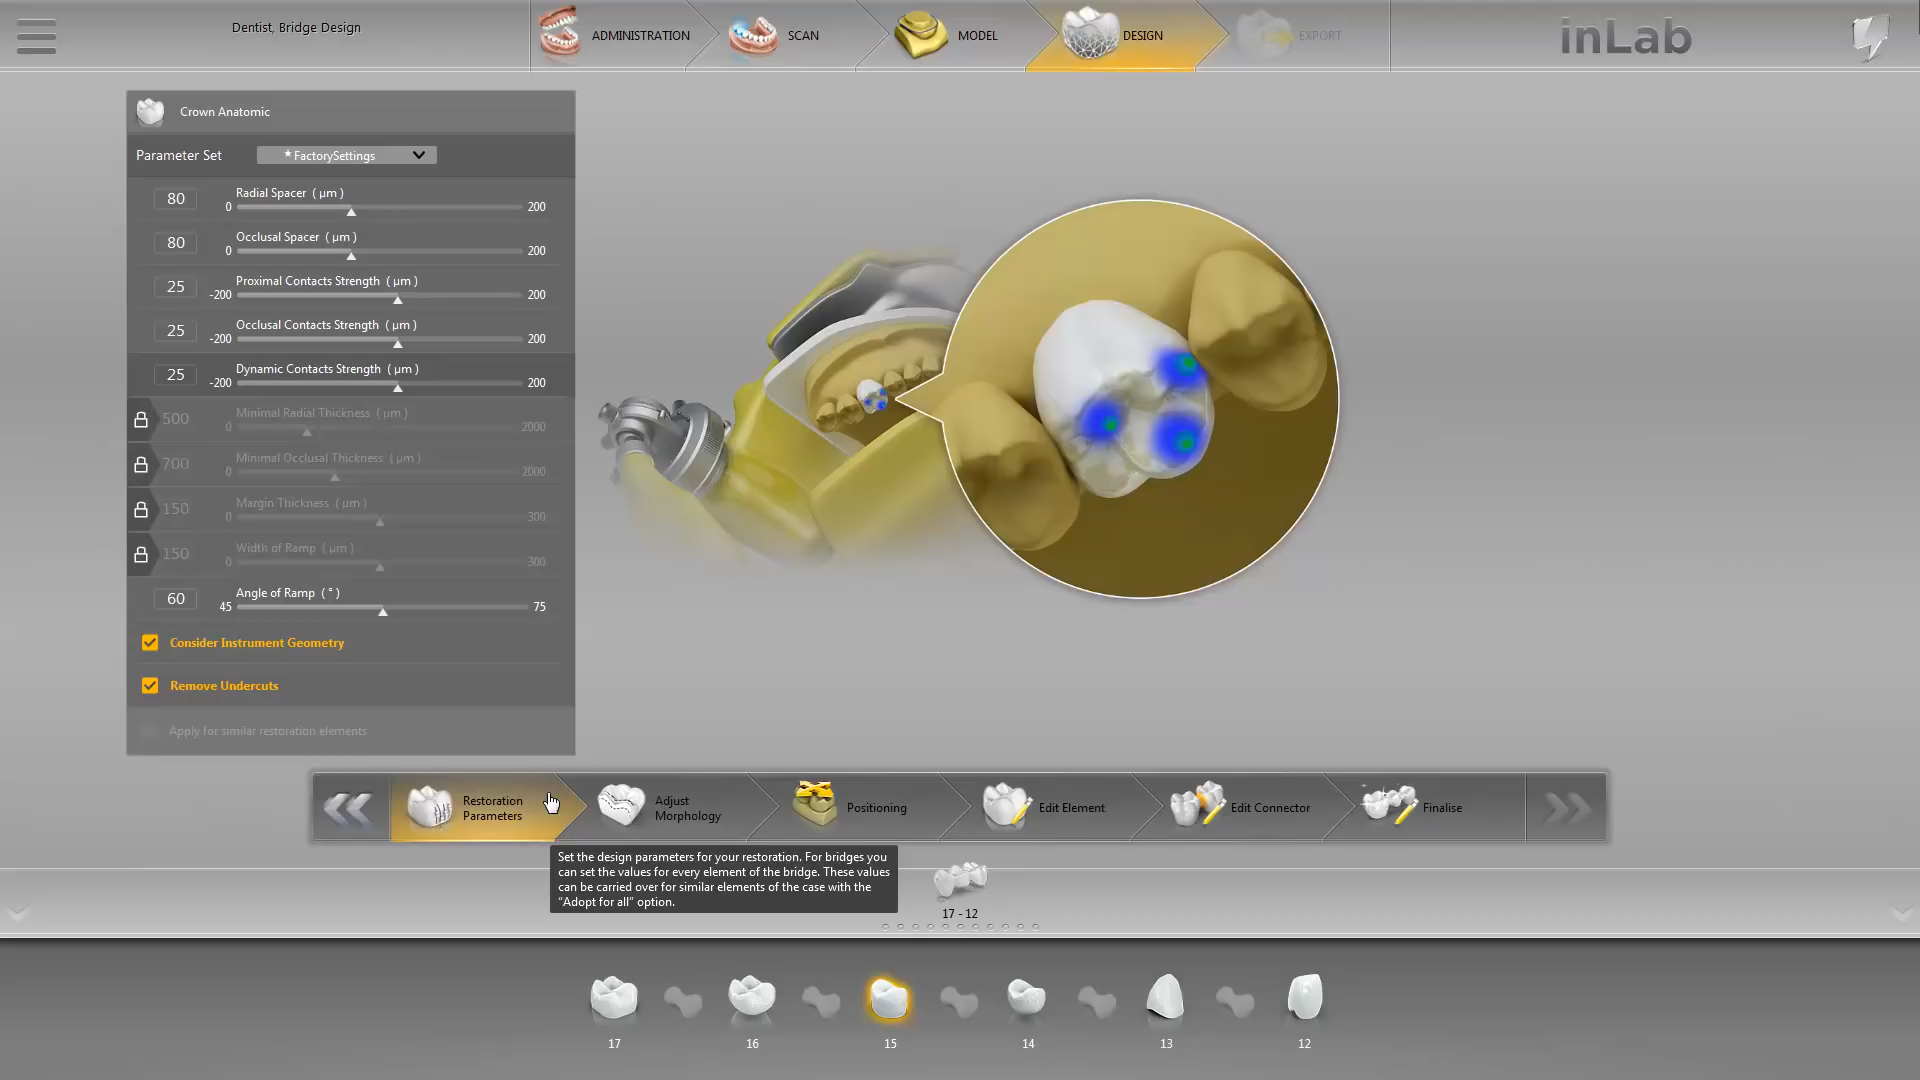 Dentist, Bridge Design
ADMINISTRATION
SCAN
MODEL
DESIGN
EXPORT
inLab
Crown Anatomic
Parameter Set
*FactorySettings
80
Radial Spacer (µm)
0
200
80
Occlusal Spacer (µm)
0
200
25
Proximal Contacts Strength (µm)
-200
200
25
Occlusal Contacts Strength (µm)
-200
200
25
Dynamic Contacts Strength (µm)
-200
200
500
Minimal Radial Thickness (µm)
0
2000
700
Minimal Occlusal Thickness (µm)
0
2000
150
Margin Thickness (µm)
0
300
150
Width of Ramp (µm)
0
300
60
Angle of Ramp (°)
45
75
Consider Instrument Geometry
Remove Undercuts
Apply for similar restoration elements
Restoration
Parameters
Adjust
Morphology
Positioning
Edit Element
Edit Connector
Finalise
Set the design parameters for your restoration. For bridges you
can set the values for every element of the bridge. These values
can be carried over for similar elements of the case with the
"Adopt for all" option.
17 - 12
17
16
15
14
13
12